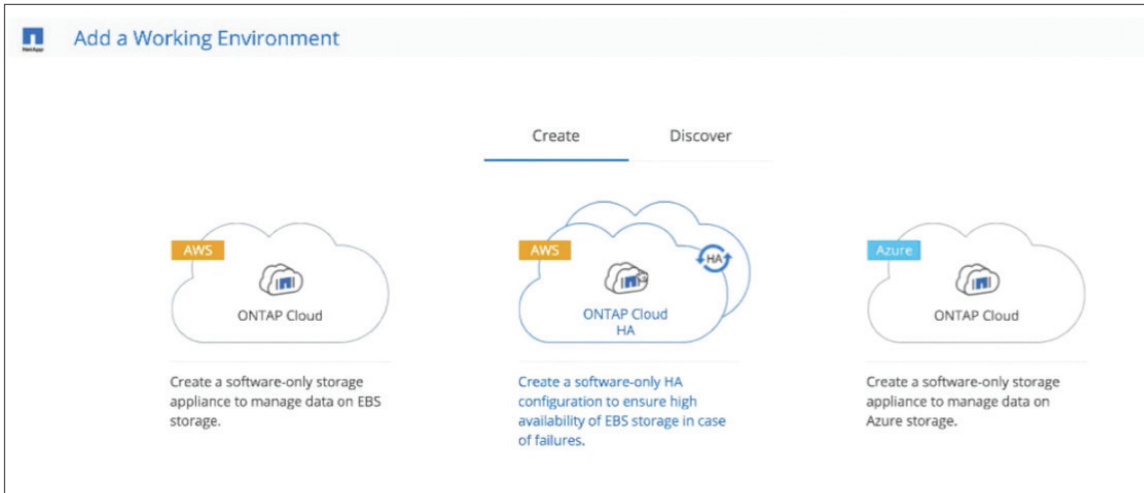 NetApp
Add a Working Environment
Create
Discover
AWS
ONTAP Cloud
Create a software-only storage
appliance to manage data on EBS
storage.
AWS
HA
ONTAP Cloud
HA
Create a software-only HA
configuration to ensure high
availability of EBS storage in case
of failures.
Azure
ONTAP Cloud
Create a software-only storage
appliance to manage data on
Azure storage.